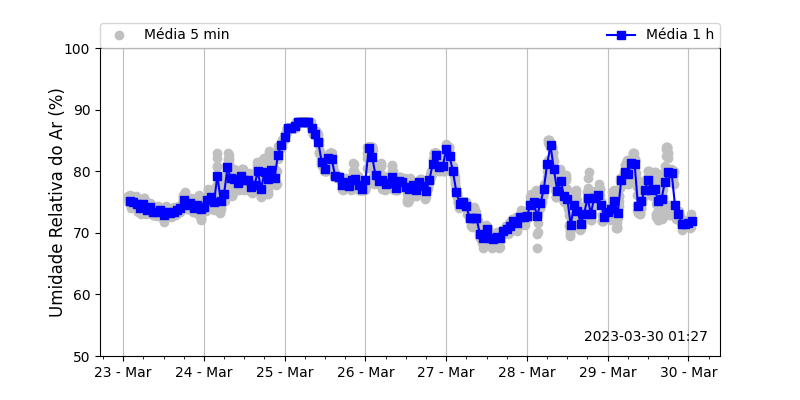 Média 5 min
Média 1 h
Umidade Relativa do Ar (%)
100
90
80
70
60
50
2023-03-30 01:27
23 - Mar
24 - Mar
25 - Mar
26 - Mar
27 - Mar
28 - Mar
29 - Mar
30 - Mar